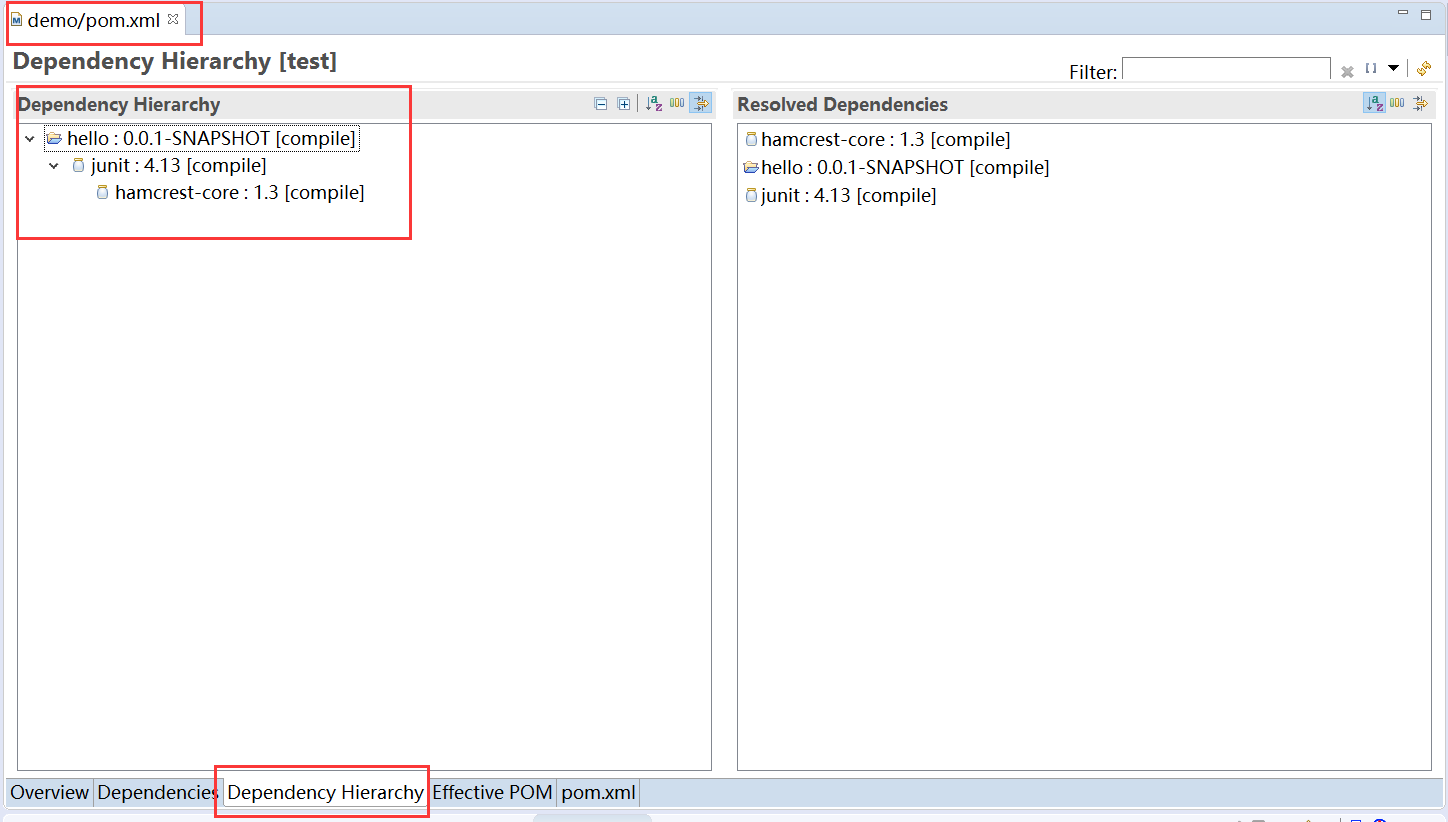 demo/pom.xml
Dependency Hierarchy [test]
Filter:
Dependency Hierarchy
hello : 0.0.1-SNAPSHOT [compile]
junit : 4.13 [compile]
hamcrest-core : 1.3 [compile]
Resolved Dependencies
hamcrest-core : 1.3 [compile]
hello : 0.0.1-SNAPSHOT [compile]
junit : 4.13 [compile]
Overview Dependencies Dependency Hierarchy Effective POM pom.xml